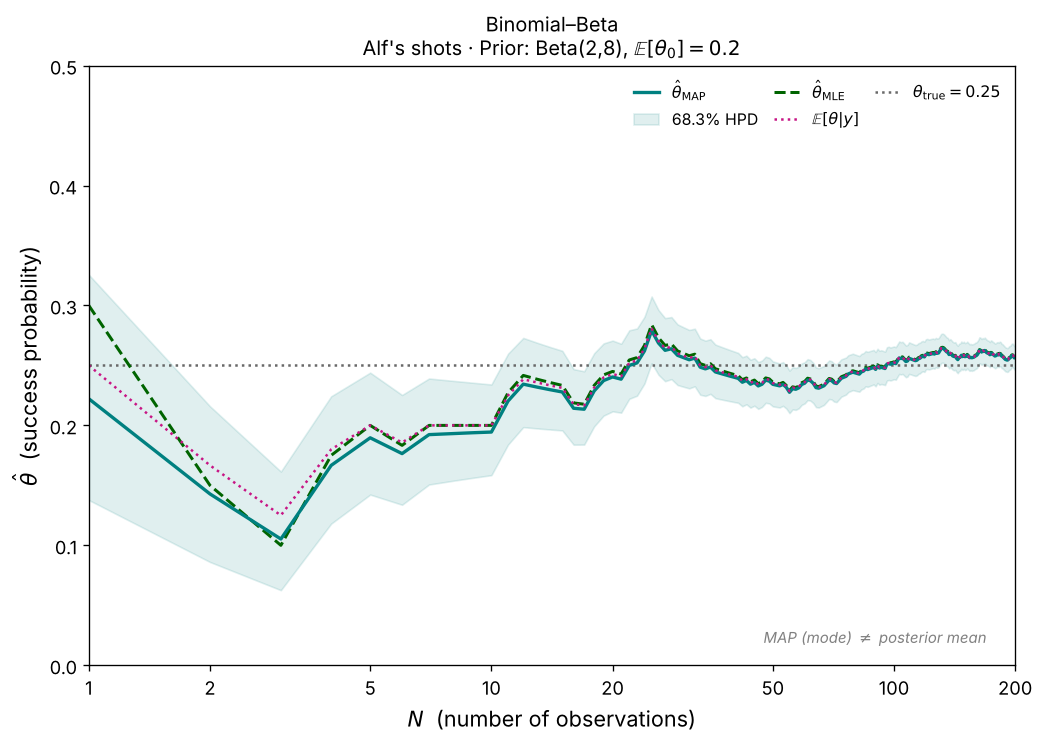 Binomial–Beta
Alf's shots · Prior: Beta(2,8), 𝔼[θ₀] = 0.2
0.5
0.4
0.3
0.2
0.1
0.0
θ̂_MAP
68.3% HPD
θ̂_MLE
𝔼[θ|y]
θ_true = 0.25
θ̂ (success probability)
MAP (mode) ≠ posterior mean
1 2 5 10 20 50 100 200
N (number of observations)